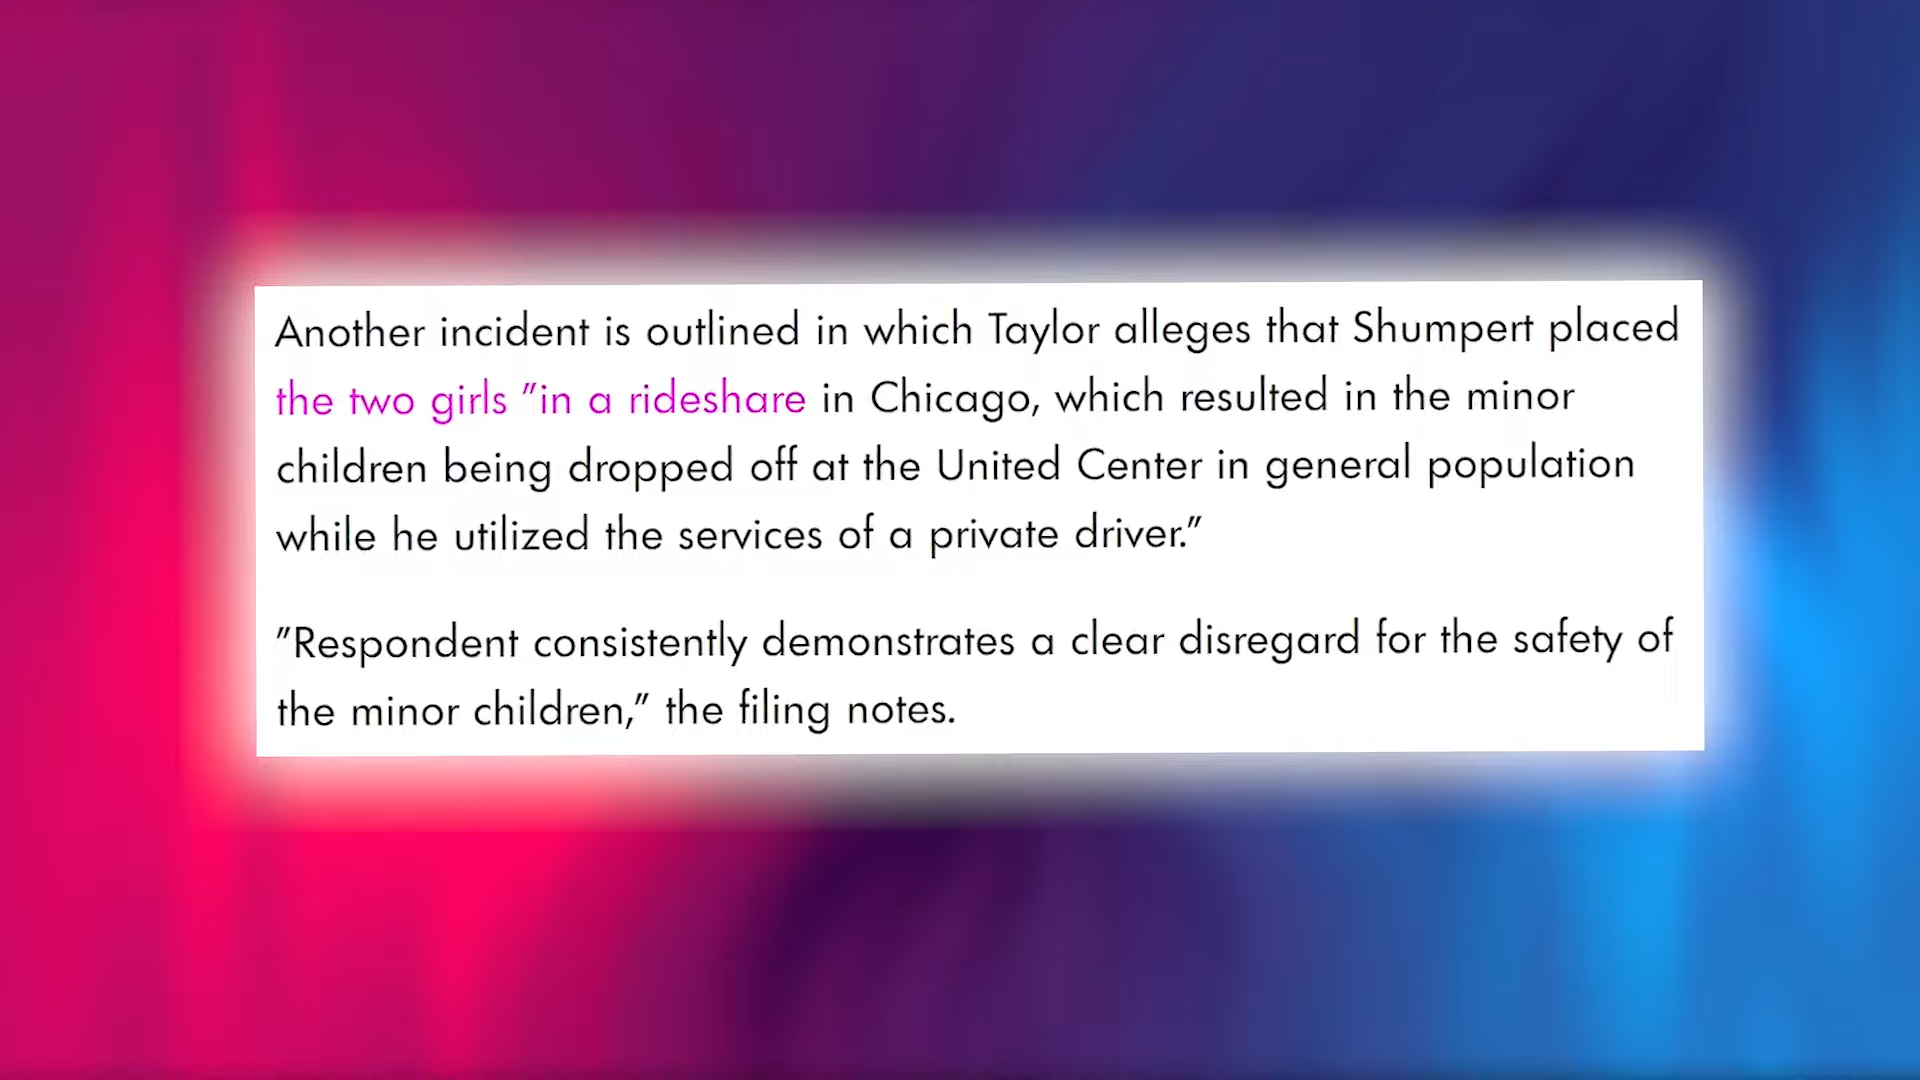 Another incident is outlined in which Taylor alleges that Shumpert placed
the two girls "in a rideshare in Chicago, which resulted in the minor
children being dropped off at the United Center in general population
while he utilized the services of a private driver."
"Respondent consistently demonstrates a clear disregard for the safety of
the minor children," the filing notes.